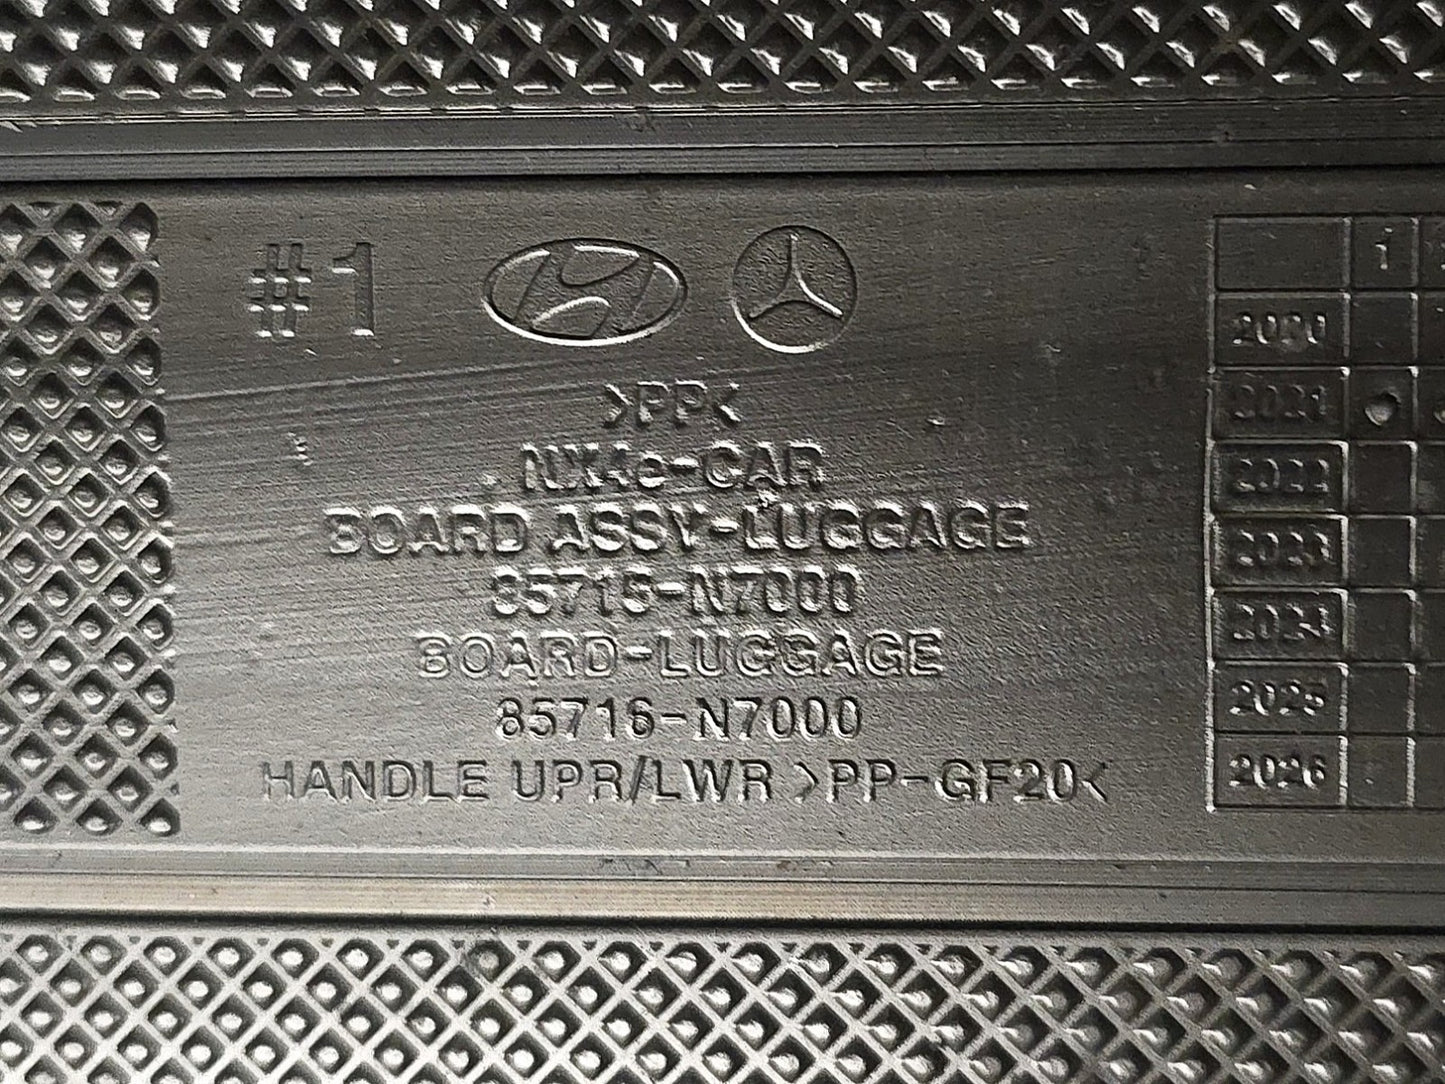 #1
>PP<
NX4e-CAR
BOARD ASSY-LUGGAGE
85715-N7000
BOARD-LUGGAGE
85716-N7000
HANDLE UPR/LWR >PP-GF20<
1
2020
2021
2022
2023
2024
2025
2026